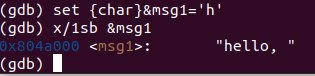 (gdb) set {char}&msg1='h'
(gdb) x/1sb &msg1
0x804a000 <msg1>:        "hello, "
(gdb)